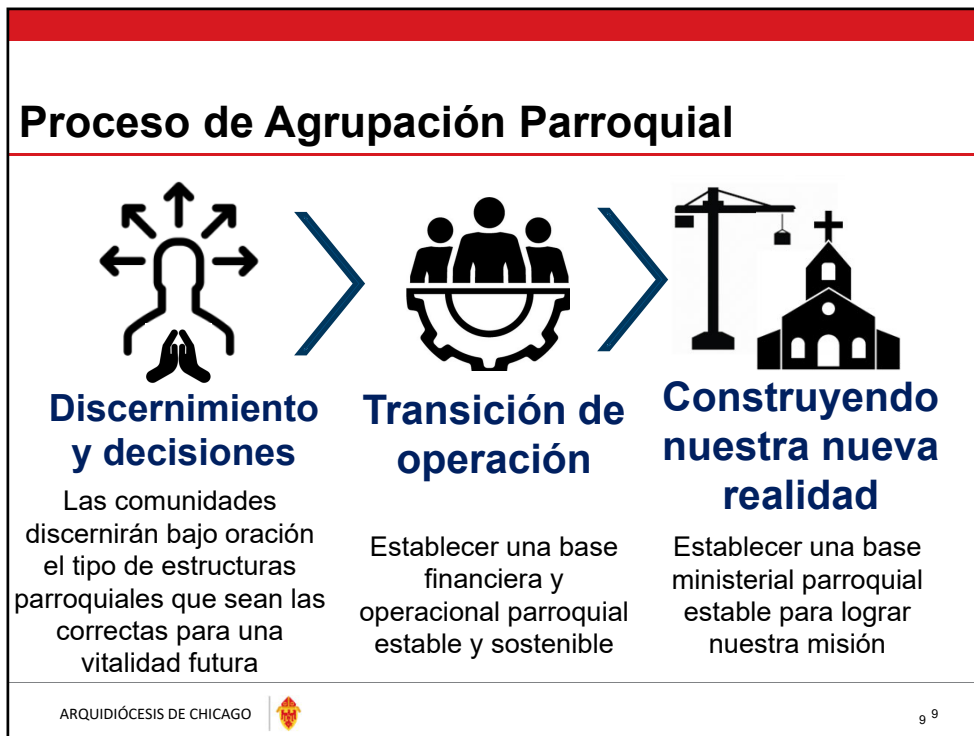 Proceso de Agrupación Parroquial
Discernimiento
y decisiones
Las comunidades
discernirán bajo oración
el tipo de estructuras
parroquiales que sean las
correctas para una
vitalidad futura
Transición de
operación
Establecer una base
financiera y
operacional parroquial
estable y sostenible
Construyendo
nuestra nueva
realidad
Establecer una base
ministerial parroquial
estable para lograr
nuestra misión
ARQUIDIÓCESIS DE CHICAGO
9 9